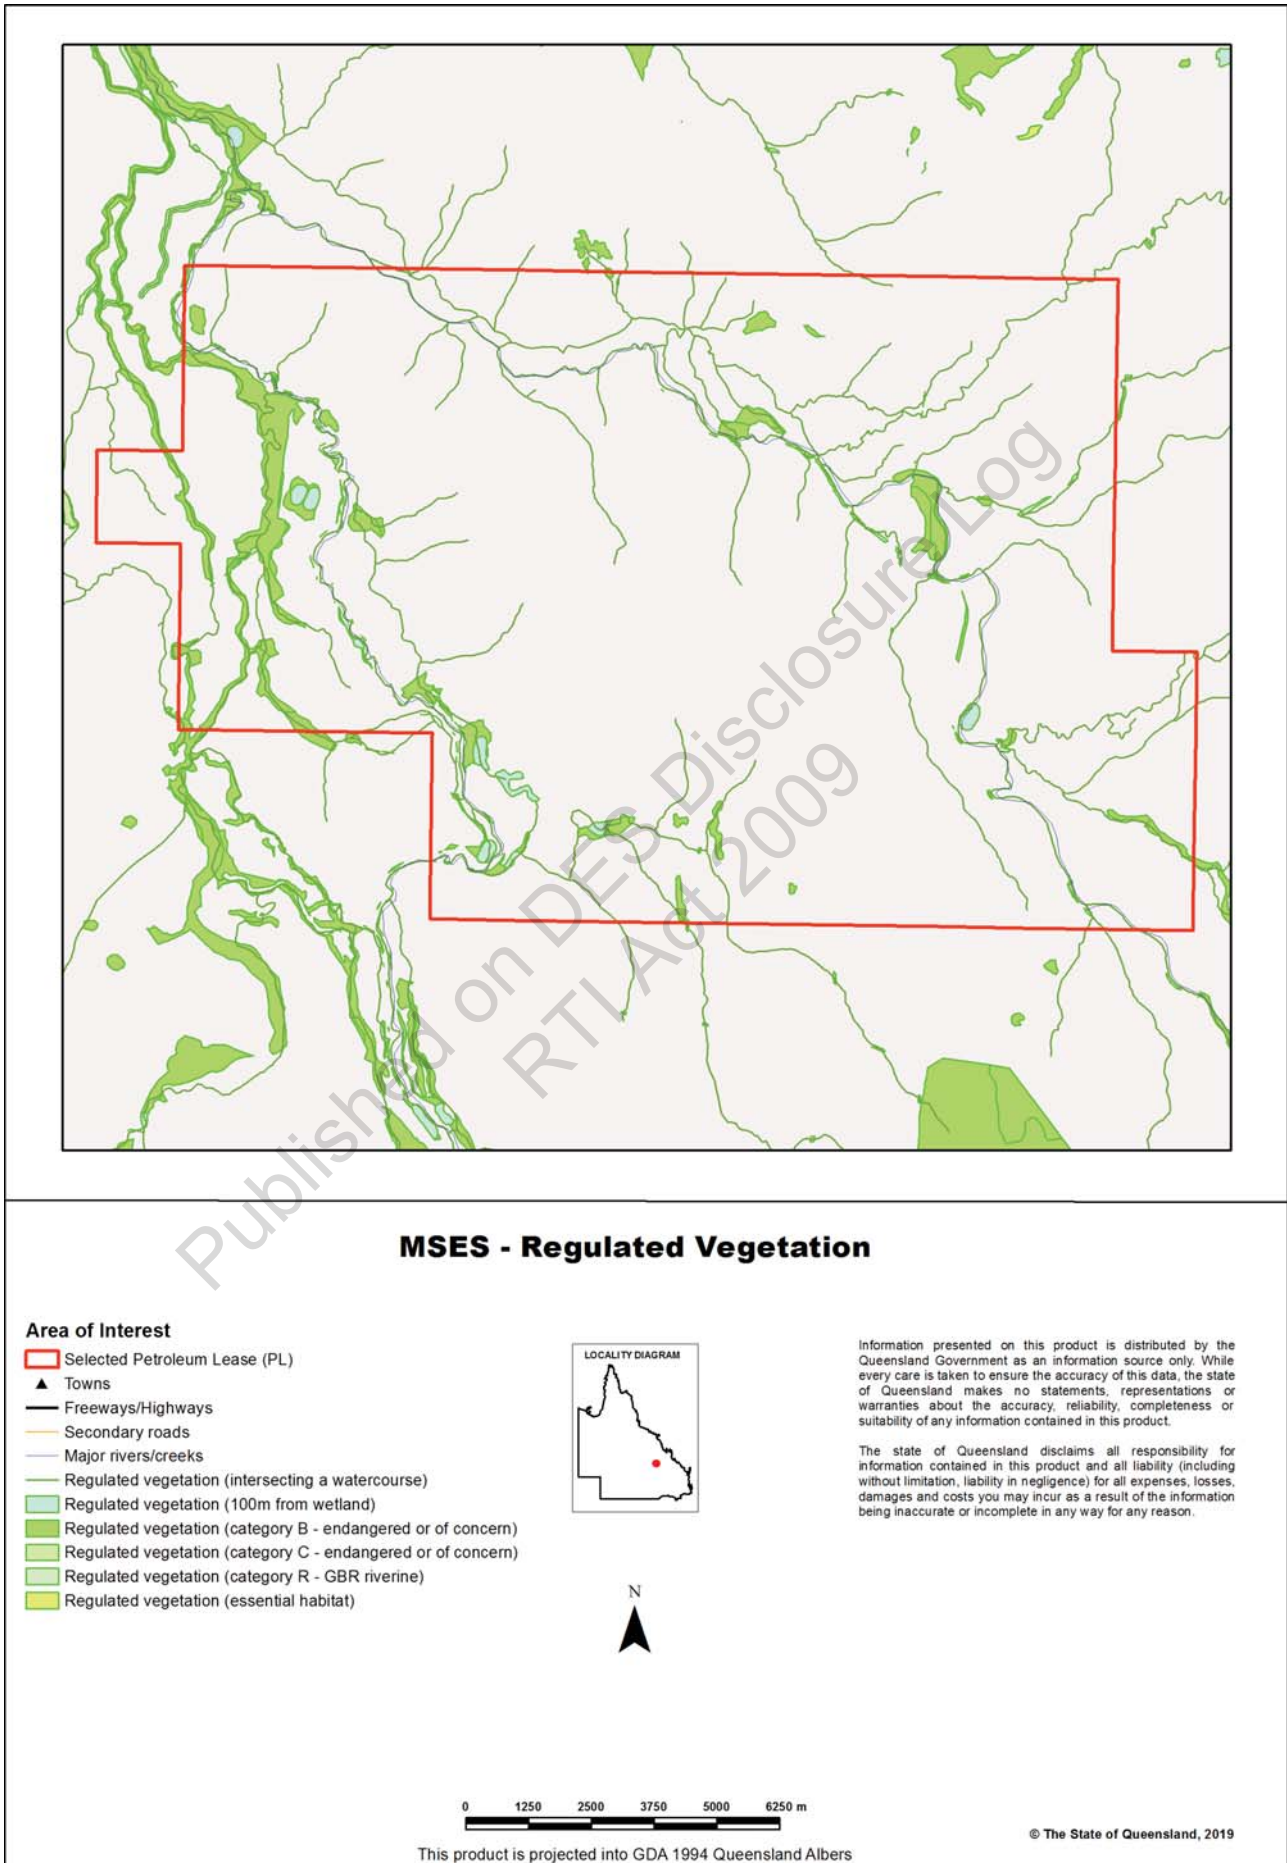 Published on DES Disclosure Log
RTI Act 2009
MSES - Regulated Vegetation
Area of Interest
Selected Petroleum Lease (PL)
Towns
Freeways/Highways
Secondary roads
Major rivers/creeks
Regulated vegetation (intersecting a watercourse)
Regulated vegetation (100m from wetland)
Regulated vegetation (category B - endangered or of concern)
Regulated vegetation (category C - endangered or of concern)
Regulated vegetation (category R - GBR riverine)
Regulated vegetation (essential habitat)
LOCALITY DIAGRAM
N
Information presented on this product is distributed by the
Queensland Government as an information source only. While
every care is taken to ensure the accuracy of this data, the state
of Queensland makes no statements, representations or
warranties about the accuracy, reliability, completeness or
suitability of any information contained in this product.
The state of Queensland disclaims all responsibility for
information contained in this product and all liability (including
without limitation, liability in negligence) for all expenses, losses,
damages and costs you may incur as a result of the information
being inaccurate or incomplete in any way for any reason.
0 1250 2500 3750 5000 6250 m
This product is projected into GDA 1994 Queensland Albers
© The State of Queensland, 2019